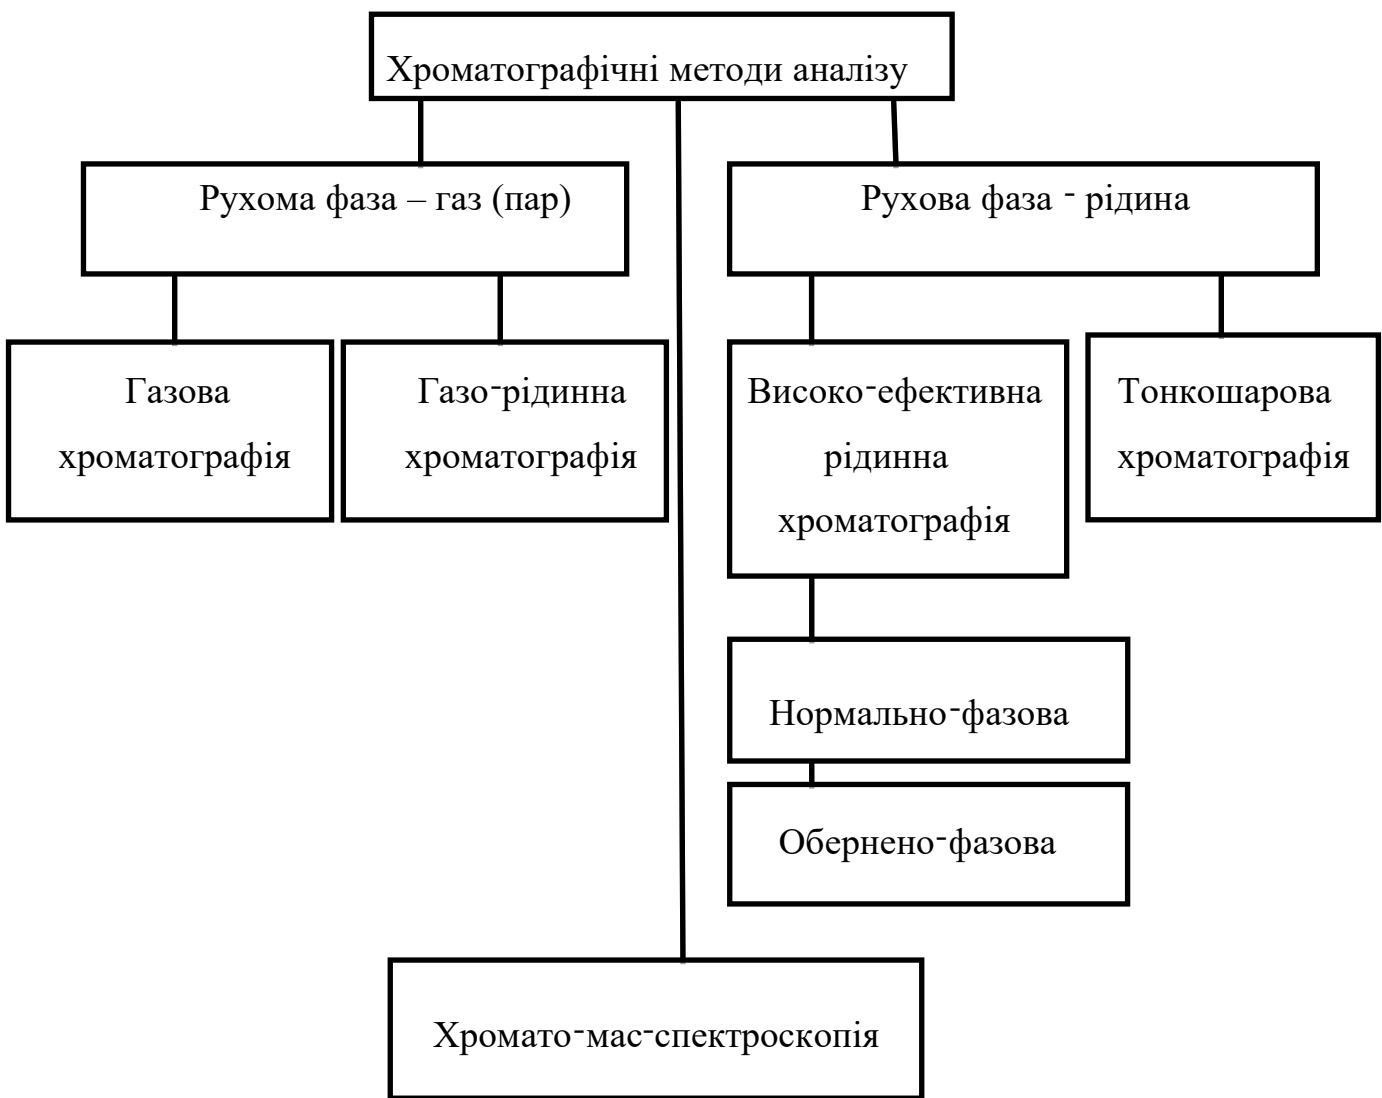 Хроматографічні методи аналізу
Рухома фаза – газ (пар)
Рухова фаза - рідина
Газова
хроматографія
Газо-рідинна
хроматографія
Високо-ефективна
рідинна
хроматографія
Тонкошарова
хроматографія
Нормально-фазова
Обернено-фазова
Хромато-мас-спектроскопія